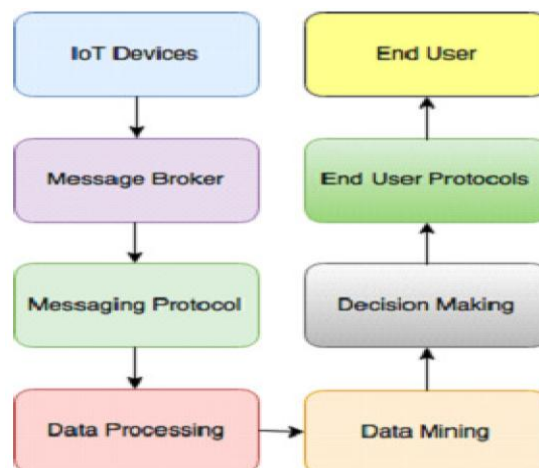 IoT Devices
Message Broker
Messaging Protocol
Data Processing
Data Mining
Decision Making
End User Protocols
End User